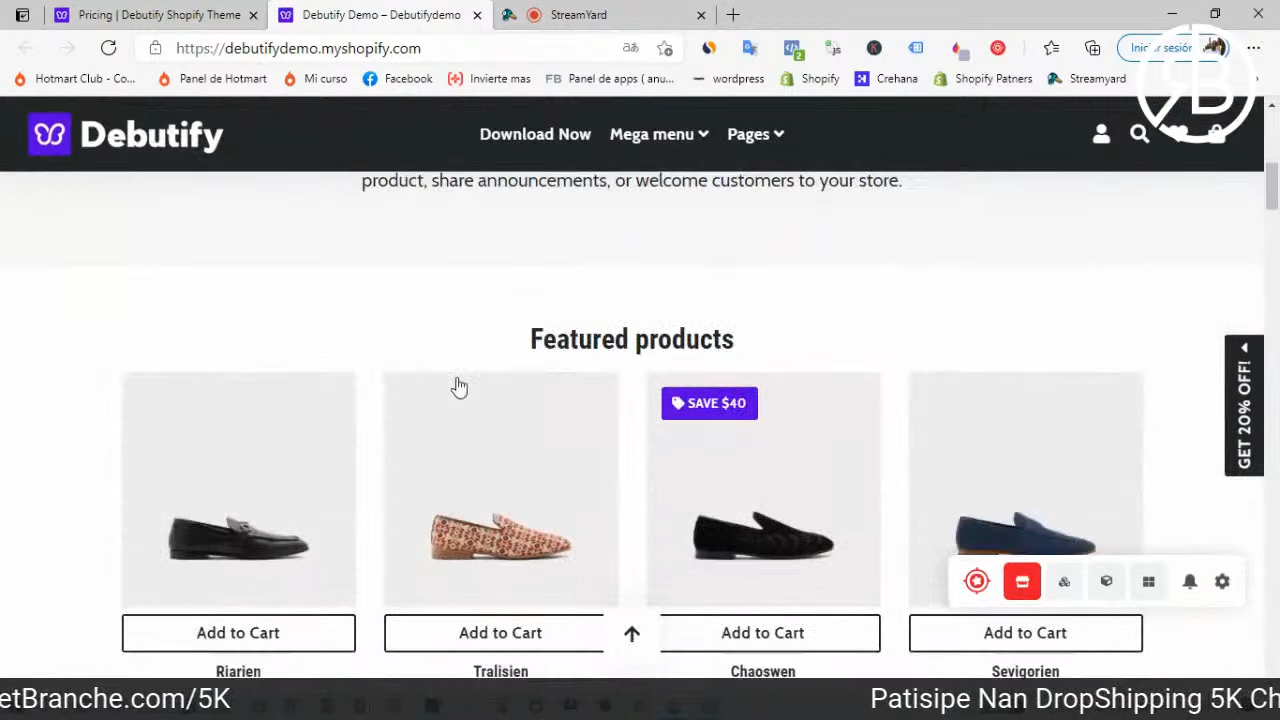 Pricing | Debutify Shopify Theme
Debutify Demo – Debutifydemo
StreamYard
https://debutifydemo.myshopify.com
Iniciar sesión
Hotmart Club - Co...
Panel de Hotmart
Mi curso
Facebook
Invierte mas
FB Panel de apps ( anu...
wordpress
Shopify
Crehana
Shopify Patners
Streamyard
Debutify
Download Now
Mega menu
Pages
product, share announcements, or welcome customers to your store.
Featured products
SAVE $40
GET 20% OFF!
Add to Cart
Add to Cart
Add to Cart
Add to Cart
Riarien
Tralisien
Chaoswen
Sevigorien
etBranche.com/5K
Patisipe Nan DropShipping 5K Ch